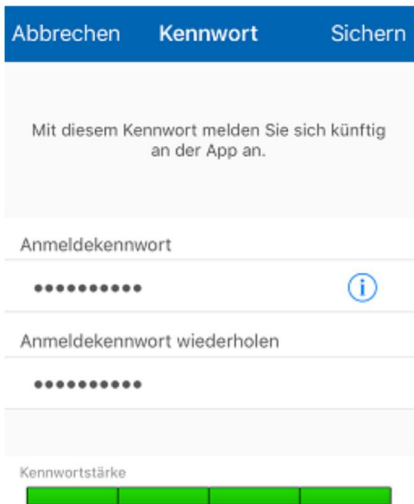 Abbrechen Kennwort Sichern
Mit diesem Kennwort melden Sie sich künftig
an der App an.
Anmeldekennwort
••••••••••
Anmeldekennwort wiederholen
••••••••••
Kennwortstärke